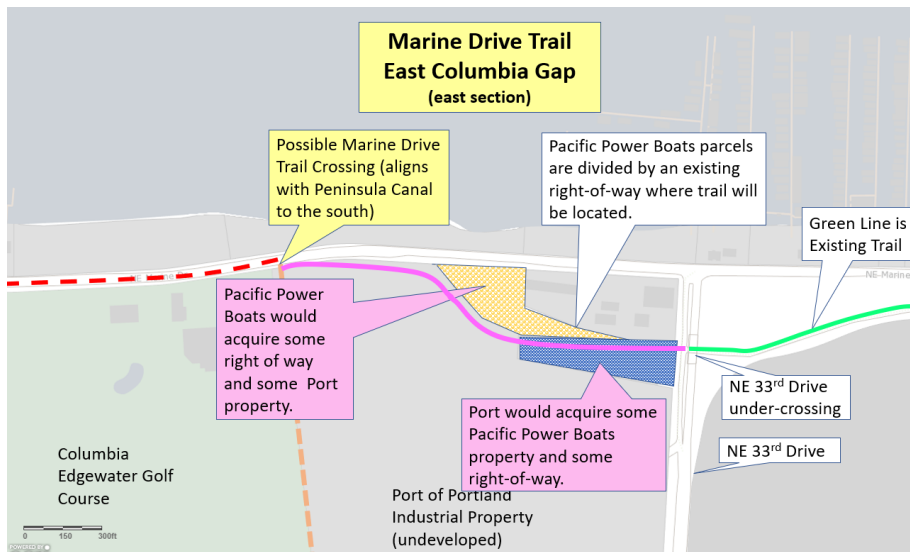 Marine Drive Trail
East Columbia Gap
(east section)
Possible Marine Drive
Trail Crossing (aligns
with Peninsula Canal
to the south)
Pacific Power Boats parcels
are divided by an existing
right-of-way where trail will
be located.
Green Line is
Existing Trail
NE-Marine
Pacific Power
Boats would
acquire some
right of way
and some Port
property.
NE-Marine
NE 33rd Drive
under-crossing
Port would acquire some
Pacific Power Boats
property and some
right-of-way.
NE 33rd Drive
Columbia
Edgewater Golf
Course
Port of Portland
Industrial Property
(undeveloped)
0 150 300ft
POWERED BY